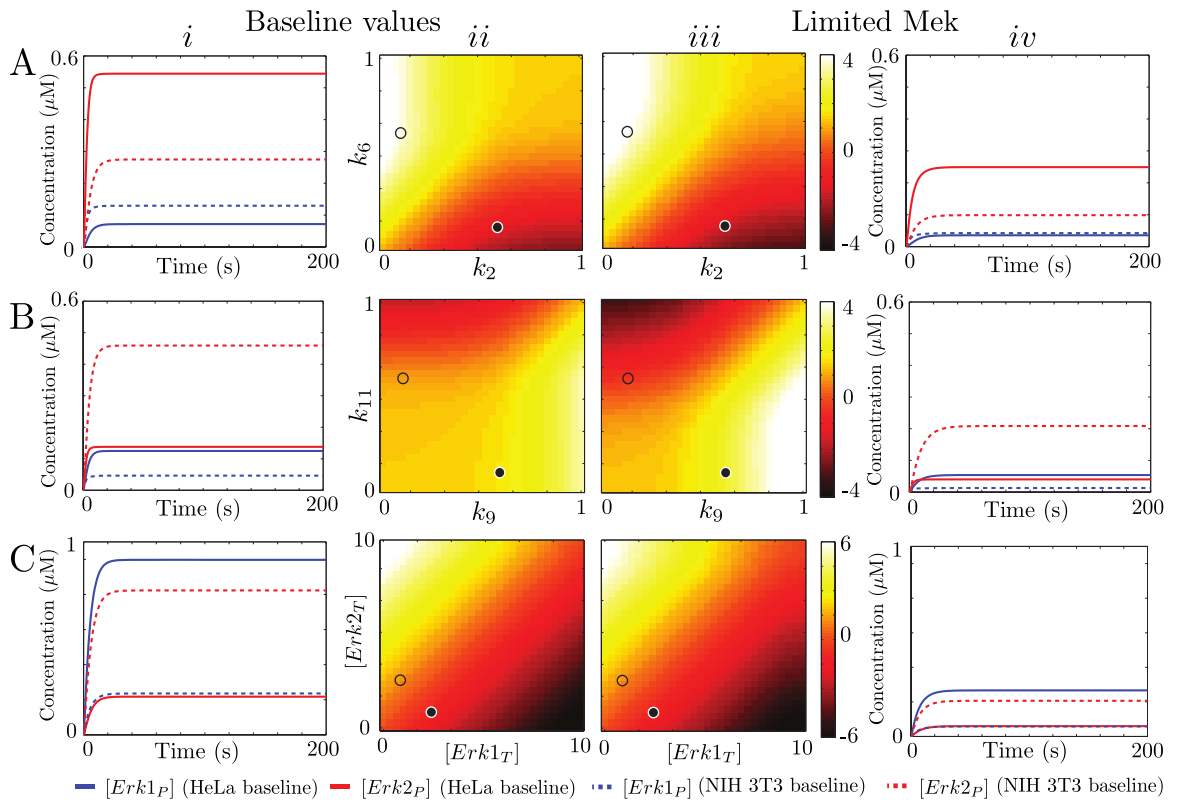 Baseline values
Limited Mek
i
ii
iii
iv
A
0.6
Concentration (μM)
0
0
200
Time (s)
k6
1
0
0
1
k2
0
1
k2
4
0
-4
0.6
Concentration (μM)
0
0
200
Time (s)
B
0.6
Concentration (μM)
0
0
200
Time (s)
k11
1
0
0
1
k9
0
1
k9
4
0
-4
0.6
Concentration (μM)
0
0
200
Time (s)
C
1
Concentration (μM)
0
0
200
Time (s)
[Erk2T]
10
0
0
10
[Erk1T]
0
10
[Erk1T]
6
0
-6
1
Concentration (μM)
0
0
200
Time (s)
[Erk1P] (HeLa baseline) [Erk2P] (HeLa baseline) [Erk1P] (NIH 3T3 baseline) [Erk2P] (NIH 3T3 baseline)